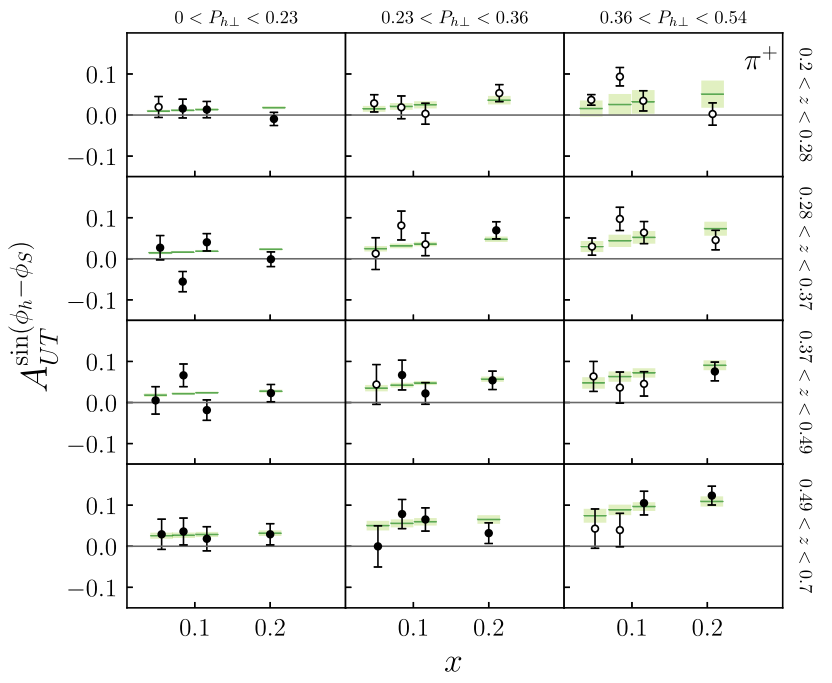 0 < P_{h⊥} < 0.23 0.23 < P_{h⊥} < 0.36 0.36 < P_{h⊥} < 0.54
π⁺
0.1
0.0
−0.1
0.2 < z < 0.28
0.1
0.0
−0.1
0.28 < z < 0.37
A_{UT}^{sin(ϕ_h−ϕ_S)}
0.1
0.0
−0.1
0.37 < z < 0.49
0.1
0.0
−0.1
0.49 < z < 0.7
0.1 0.2 0.1 0.2 0.1 0.2
x